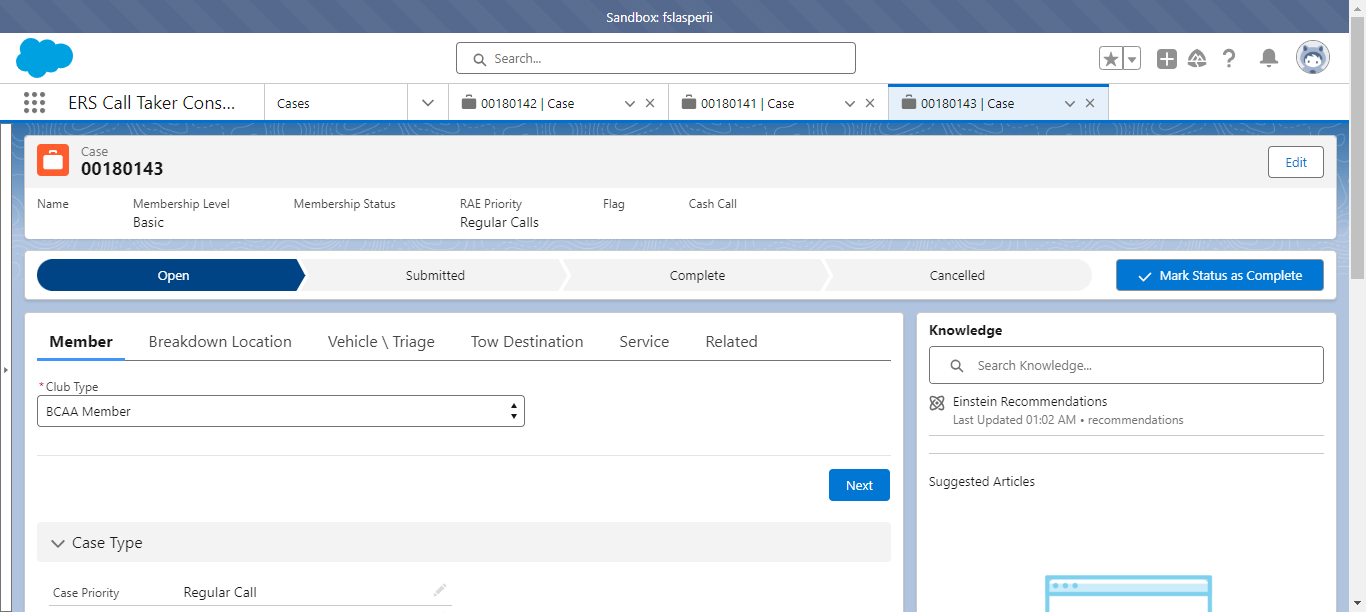 Sandbox: fslasperii
Search...
ERS Call Taker Cons...
Cases
00180142 | Case
00180141 | Case
00180143 | Case
Case
00180143
Edit
Name
Membership Level
Membership Status
RAE Priority
Flag
Cash Call
Basic
Regular Calls
Open
Submitted
Complete
Cancelled
Mark Status as Complete
Member
Breakdown Location
Vehicle \ Triage
Tow Destination
Service
Related
*Club Type
BCAA Member
Next
Case Type
Case Priority
Regular Call
Knowledge
Search Knowledge...
Einstein Recommendations
Last Updated 01:02 AM • recommendations
Suggested Articles